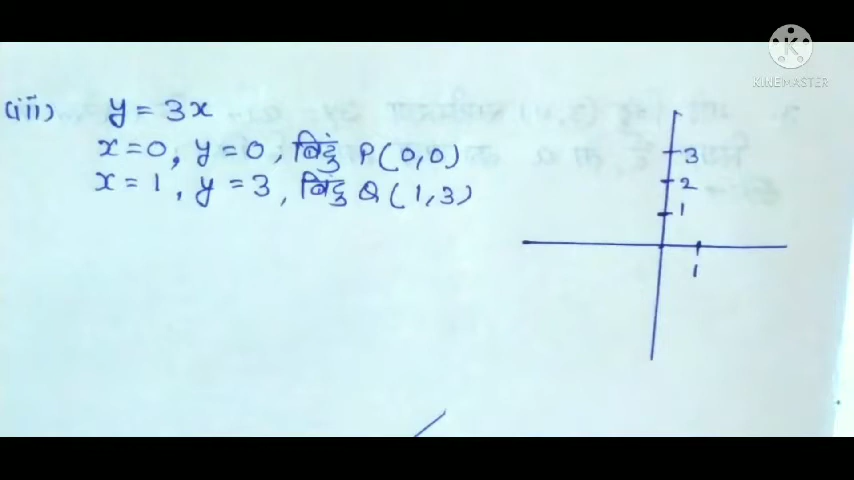 (iii) y = 3x
x=0, y=0, बिंदु P(0,0)
x=1, y=3, बिंदु Q(1,3)
3
2
1
1
KINEMASTER